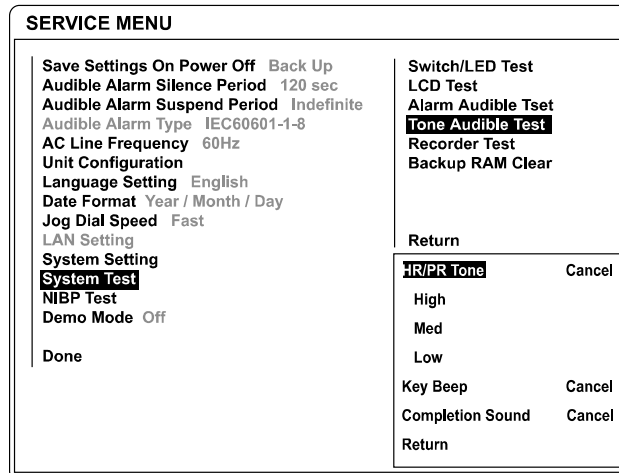 SERVICE MENU
Save Settings On Power Off Back Up
Audible Alarm Silence Period 120 sec
Audible Alarm Suspend Period Indefinite
Audible Alarm Type IEC60601-1-8
AC Line Frequency 60Hz
Unit Configuration
Language Setting English
Date Format Year / Month / Day
Jog Dial Speed Fast
LAN Setting
System Setting
System Test
NIBP Test
Demo Mode Off
Done
Switch/LED Test
LCD Test
Alarm Audible Tset
Tone Audible Test
Recorder Test
Backup RAM Clear
Return
HR/PR Tone Cancel
High
Med
Low
Key Beep Cancel
Completion Sound Cancel
Return